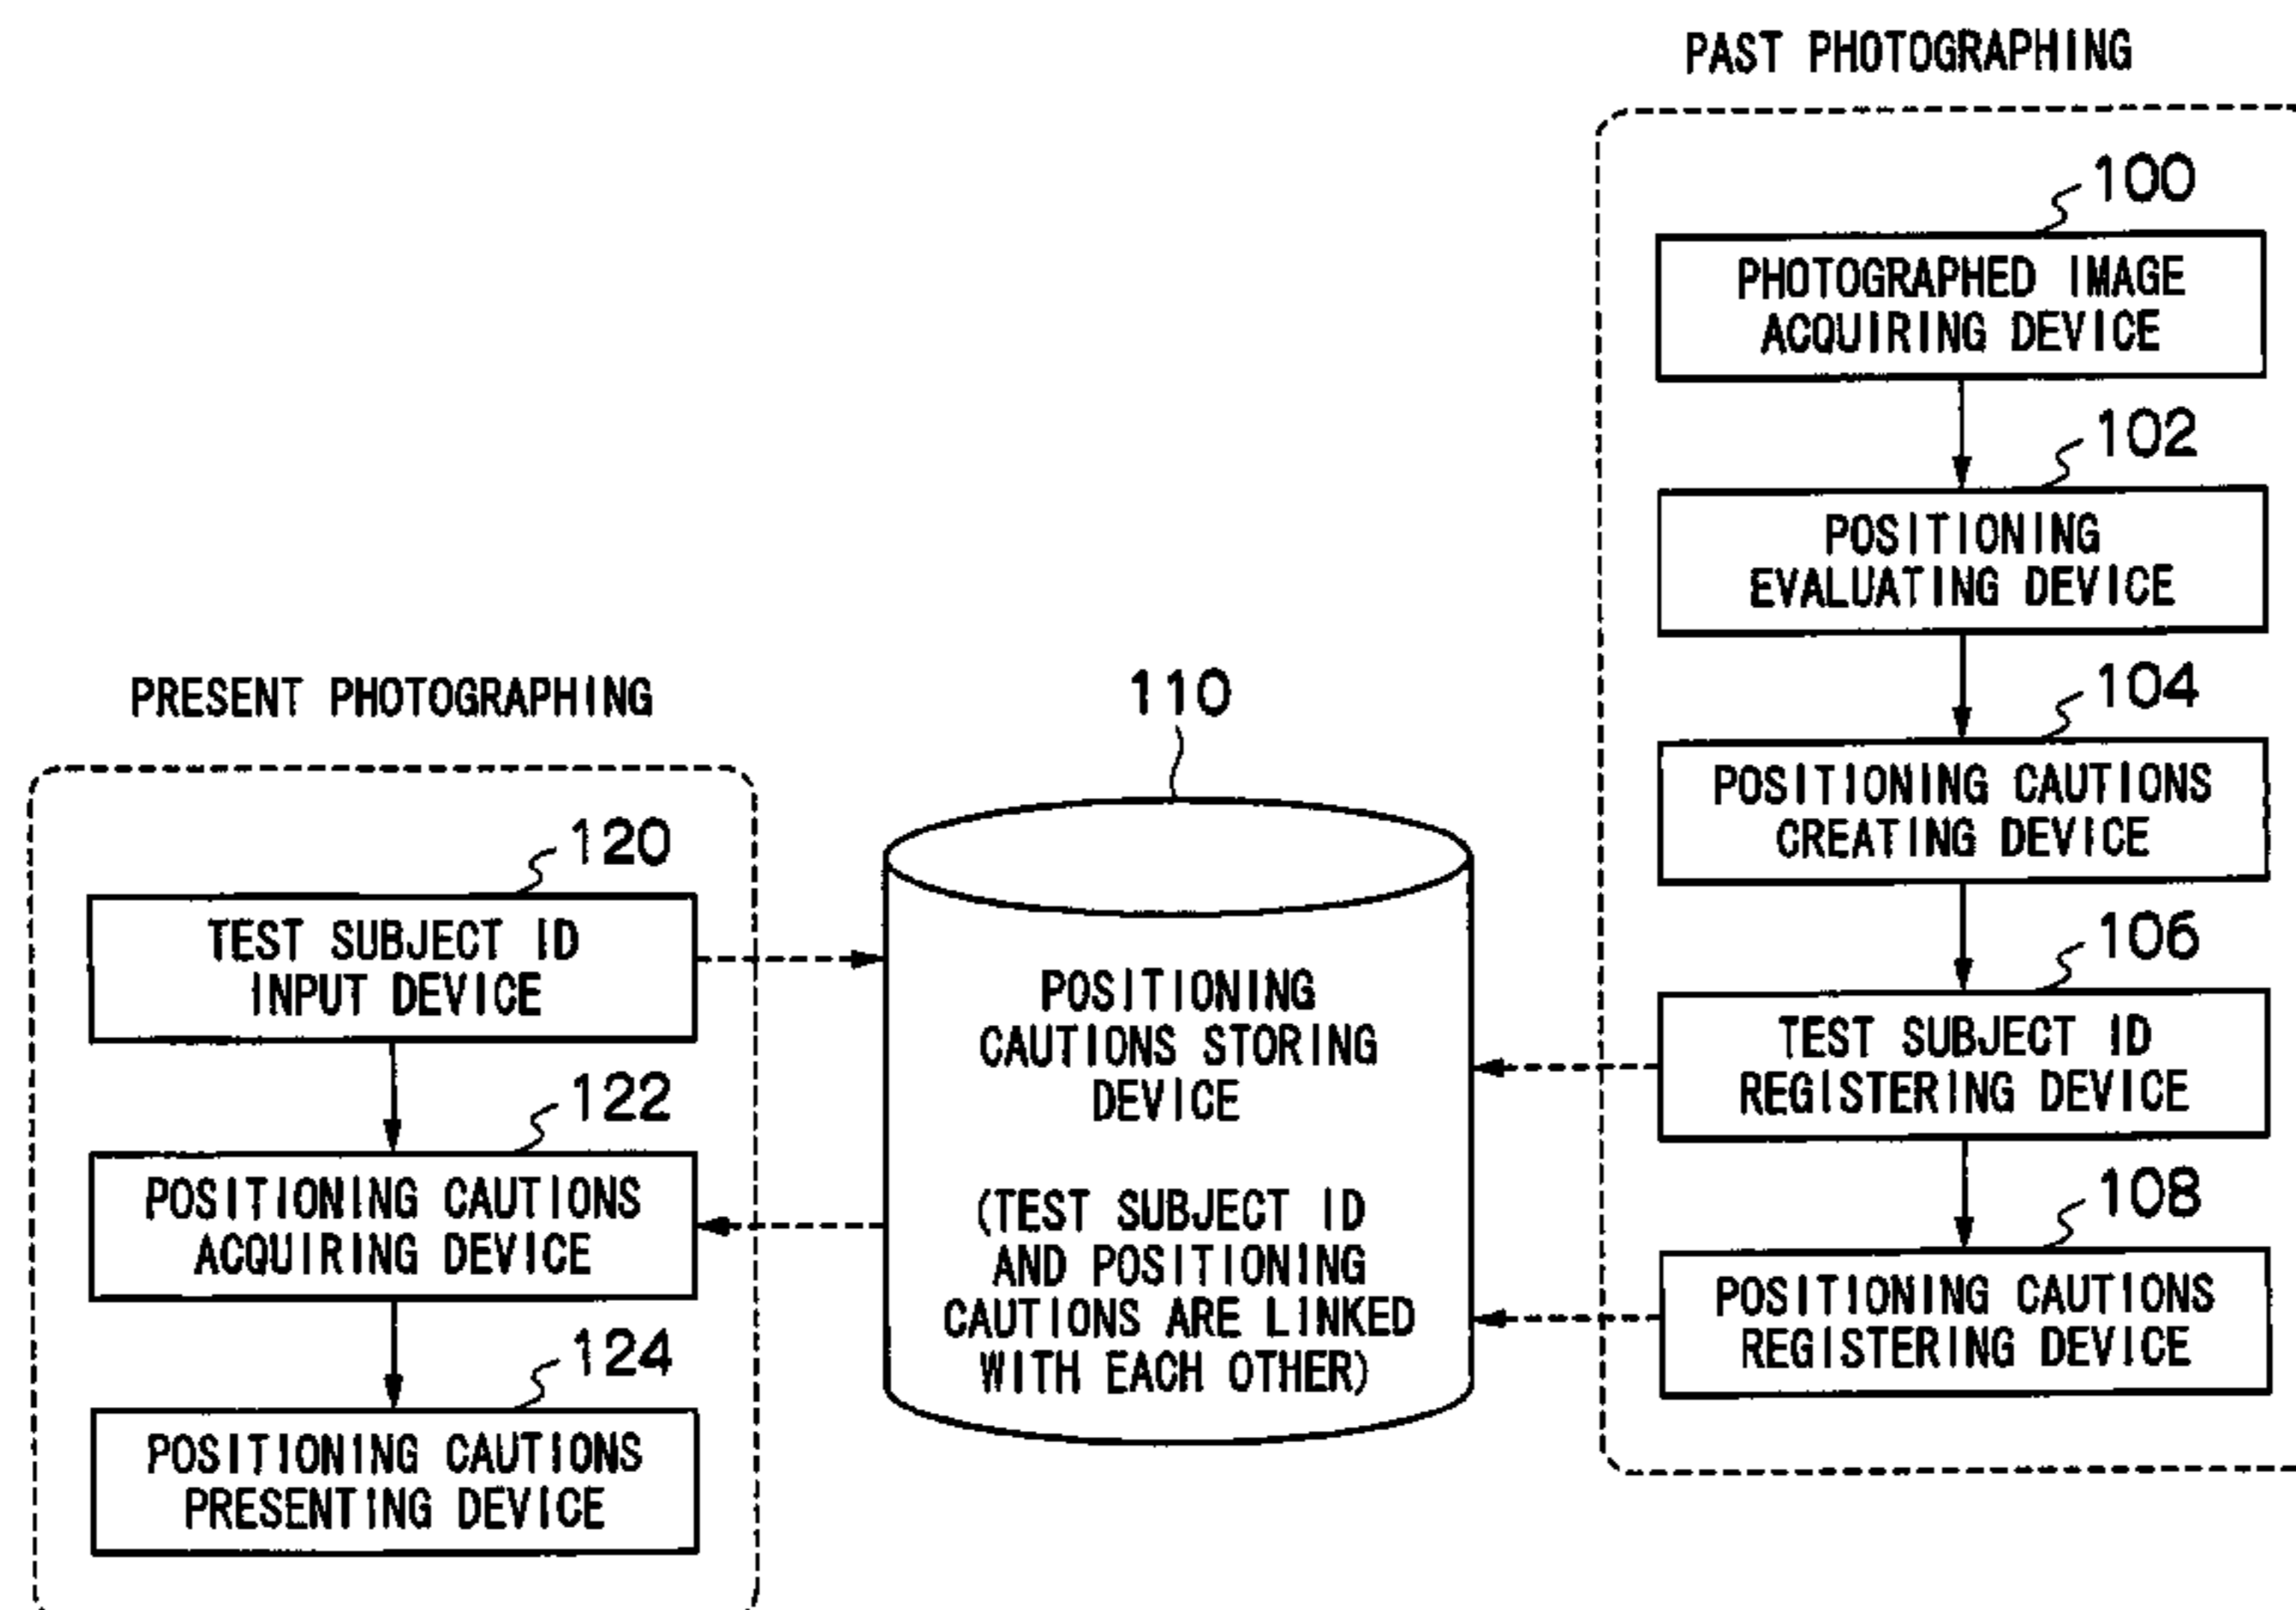 PAST PHOTOGRAPHING
100
PHOTOGRAPHED IMAGE
ACQUIRING DEVICE
102
POSITIONING
EVALUATING DEVICE
104
POSITIONING CAUTIONS
CREATING DEVICE
106
TEST SUBJECT ID
REGISTERING DEVICE
108
POSITIONING CAUTIONS
REGISTERING DEVICE
110
POSITIONING
CAUTIONS STORING
DEVICE
(TEST SUBJECT ID
AND POSITIONING
CAUTIONS ARE LINKED
WITH EACH OTHER)
PRESENT PHOTOGRAPHING
120
TEST SUBJECT ID
INPUT DEVICE
122
POSITIONING CAUTIONS
ACQUIRING DEVICE
124
POSITIONING CAUTIONS
PRESENTING DEVICE